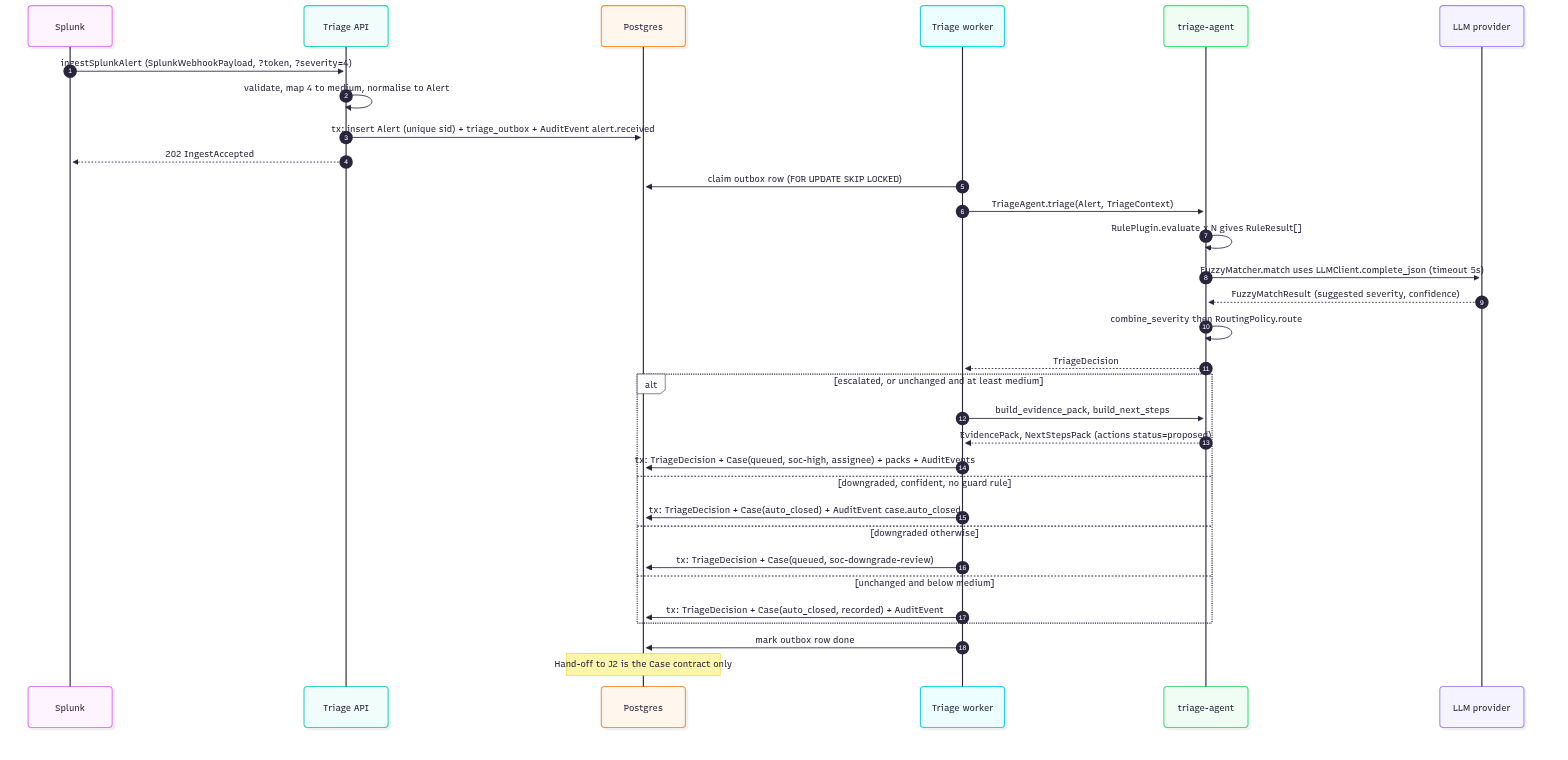 Splunk
Triage API
Postgres
Triage worker
triage-agent
LLM provider
ingestSplunkAlert (SplunkWebhookPayload, ?token, ?severity=4)
1
validate, map 4 to medium, normalise to Alert
2
tx: insert Alert (unique sid) + triage_outbox + AuditEvent alert.received
3
202 IngestAccepted
4
claim outbox row (FOR UPDATE SKIP LOCKED)
5
TriageAgent.triage(Alert, TriageContext)
6
RulePlugin.evaluate x N gives RuleResult[]
7
FuzzyMatcher.match uses LLMClient.complete_json (timeout 5s)
8
FuzzyMatchResult (suggested severity, confidence)
9
combine_severity then RoutingPolicy.route
10
TriageDecision
11
alt
[escalated, or unchanged and at least medium]
build_evidence_pack, build_next_steps
12
EvidencePack, NextStepsPack (actions status=proposed)
13
tx: TriageDecision + Case(queued, soc-high, assignee) + packs + AuditEvents
14
[downgraded, confident, no guard rule]
tx: TriageDecision + Case(auto_closed) + AuditEvent case.auto_closed
15
[downgraded otherwise]
tx: TriageDecision + Case(queued, soc-downgrade-review)
16
[unchanged and below medium]
tx: TriageDecision + Case(auto_closed, recorded) + AuditEvent
17
mark outbox row done
18
Hand-off to J2 is the Case contract only
Splunk
Triage API
Postgres
Triage worker
triage-agent
LLM provider